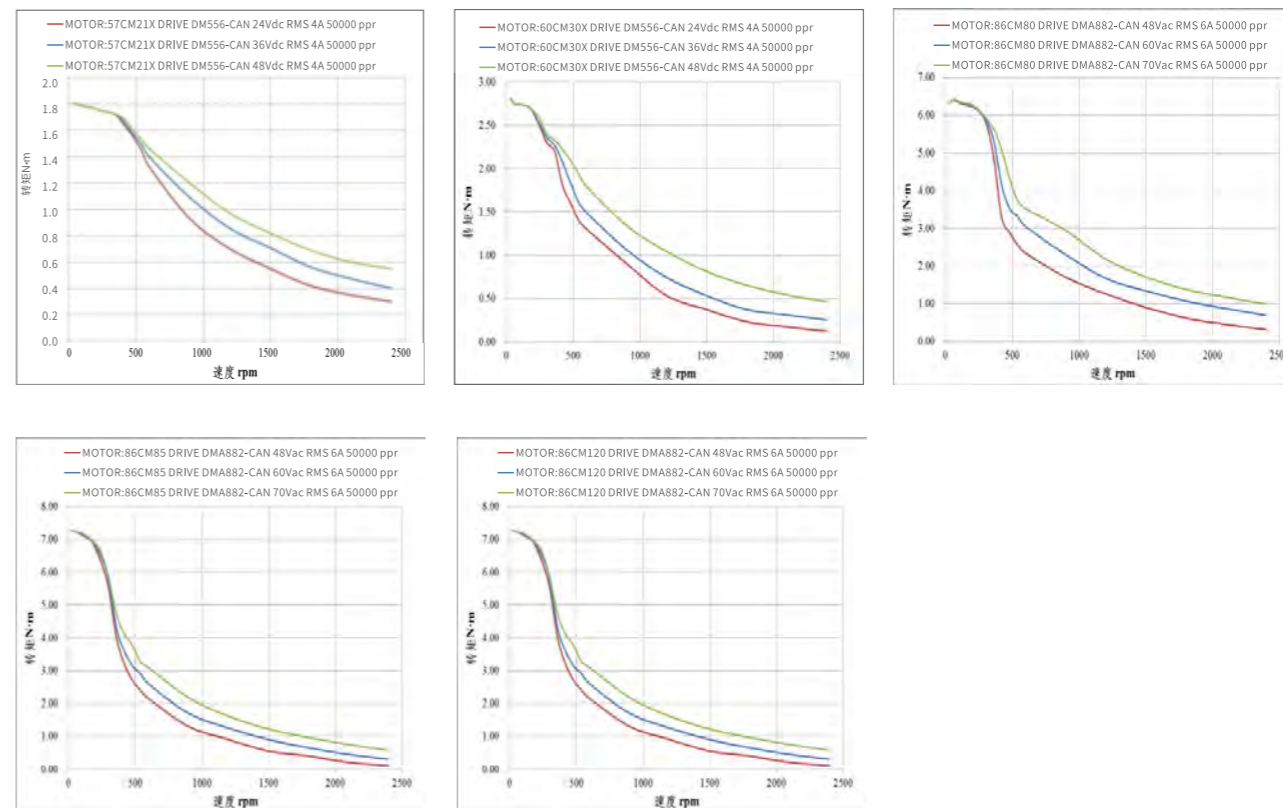 MOTOR:57CM21X DRIVE DM556-CAN 24Vdc RMS 4A 50000 ppr
MOTOR:57CM21X DRIVE DM556-CAN 36Vdc RMS 4A 50000 ppr
MOTOR:57CM21X DRIVE DM556-CAN 48Vdc RMS 4A 50000 ppr
2.0
1.8
1.6
1.4
1.2
1.0
0.8
0.6
0.4
0.2
0.0
转矩N·m
0 500 1000 1500 2000 2500
速度 rpm
MOTOR:60CM30X DRIVE DM556-CAN 24Vdc RMS 4A 50000 ppr
MOTOR:60CM30X DRIVE DM556-CAN 36Vdc RMS 4A 50000 ppr
MOTOR:60CM30X DRIVE DM556-CAN 48Vdc RMS 4A 50000 ppr
3.00
2.50
2.00
1.50
1.00
0.50
0.00
转矩N·m
0 500 1000 1500 2000 2500
速度 rpm
MOTOR:86CM80 DRIVE DMA882-CAN 48Vac RMS 6A 50000 ppr
MOTOR:86CM80 DRIVE DMA882-CAN 60Vac RMS 6A 50000 ppr
MOTOR:86CM80 DRIVE DMA882-CAN 70Vac RMS 6A 50000 ppr
7.00
6.00
5.00
4.00
3.00
2.00
1.00
0.00
转矩N·m
0 500 1000 1500 2000 2500
速度 rpm
MOTOR:86CM85 DRIVE DMA882-CAN 48Vac RMS 6A 50000 ppr
MOTOR:86CM85 DRIVE DMA882-CAN 60Vac RMS 6A 50000 ppr
MOTOR:86CM85 DRIVE DMA882-CAN 70Vac RMS 6A 50000 ppr
8.00
7.00
6.00
5.00
4.00
3.00
2.00
1.00
0.00
转矩N·m
0 500 1000 1500 2000 2500
速度 rpm
MOTOR:86CM120 DRIVE DMA882-CAN 48Vac RMS 6A 50000 ppr
MOTOR:86CM120 DRIVE DMA882-CAN 60Vac RMS 6A 50000 ppr
MOTOR:86CM120 DRIVE DMA882-CAN 70Vac RMS 6A 50000 ppr
8.00
7.00
6.00
5.00
4.00
3.00
2.00
1.00
0.00
转矩N·m
0 500 1000 1500 2000 2500
速度 rpm